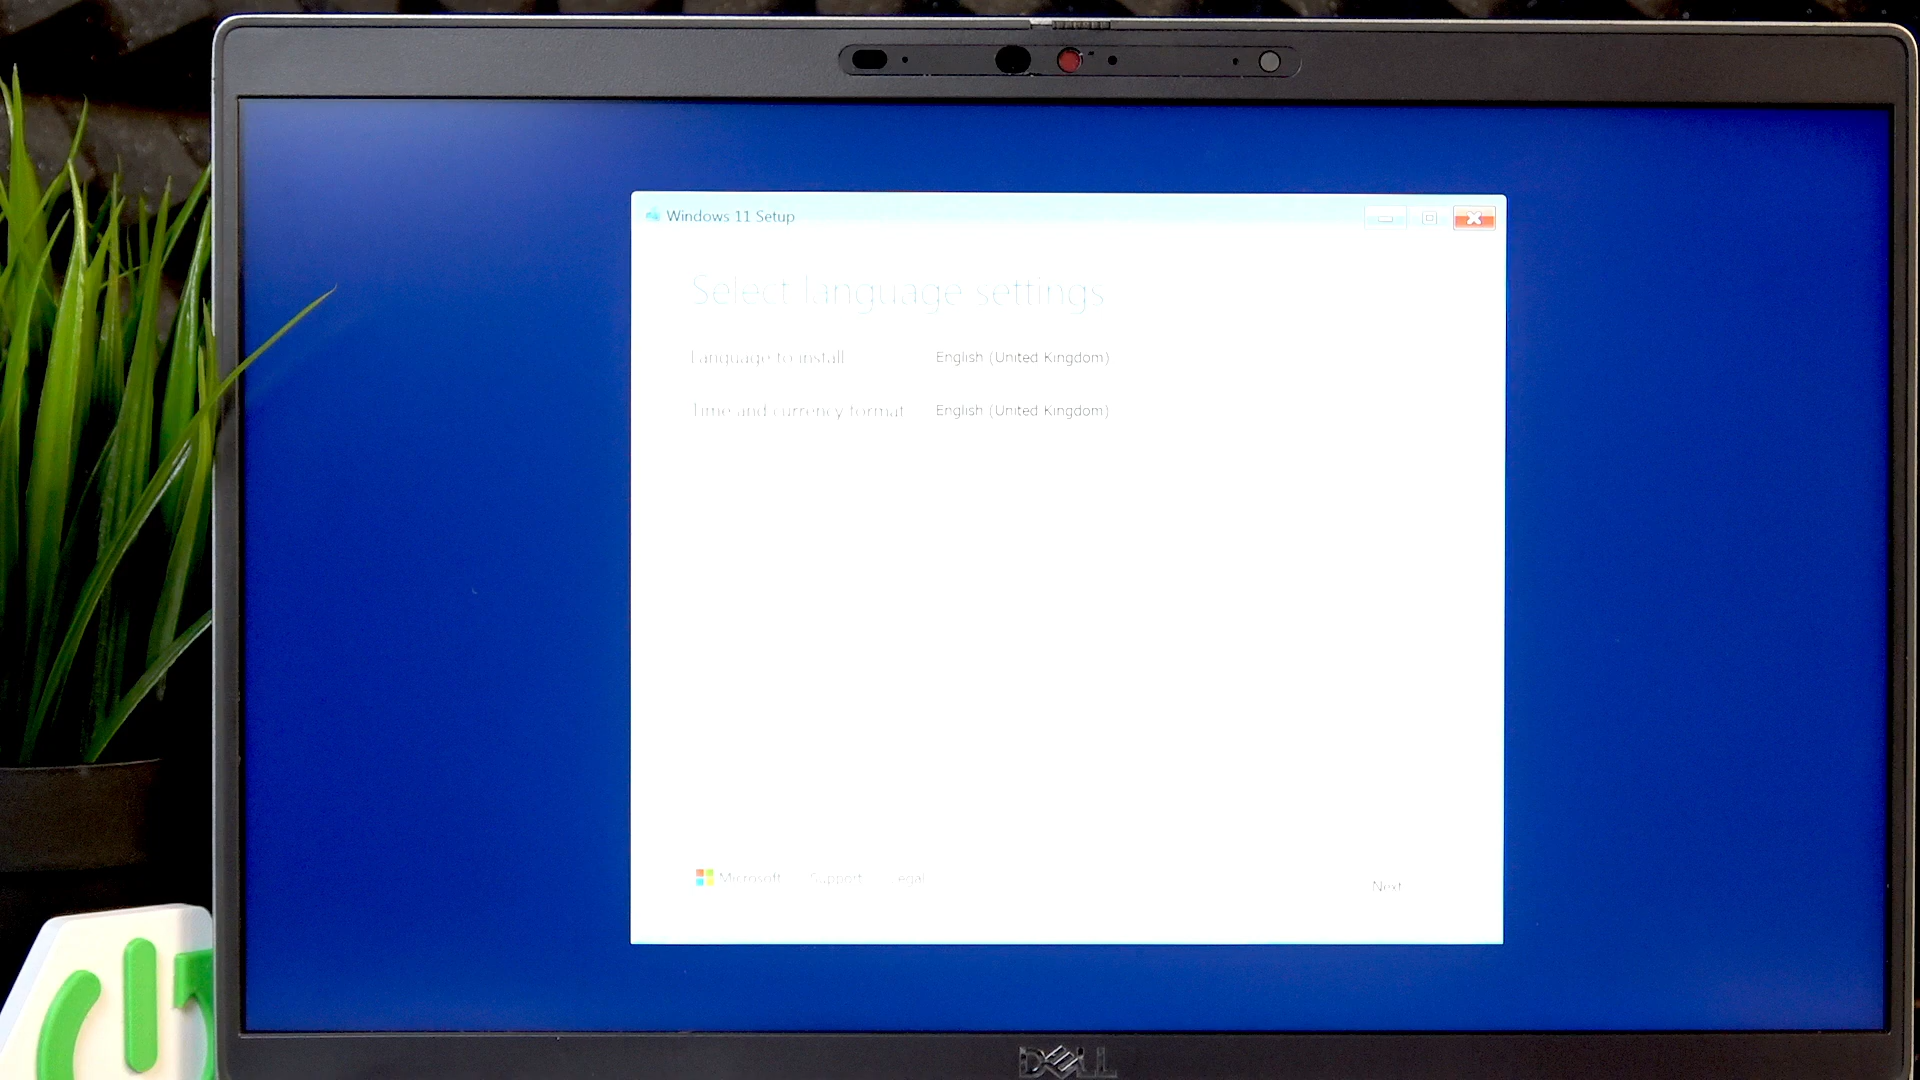 Windows 11 Setup
Select language settings
Language to install English (United Kingdom)
Time and currency format English (United Kingdom)
Microsoft Support Legal
Next
DELL